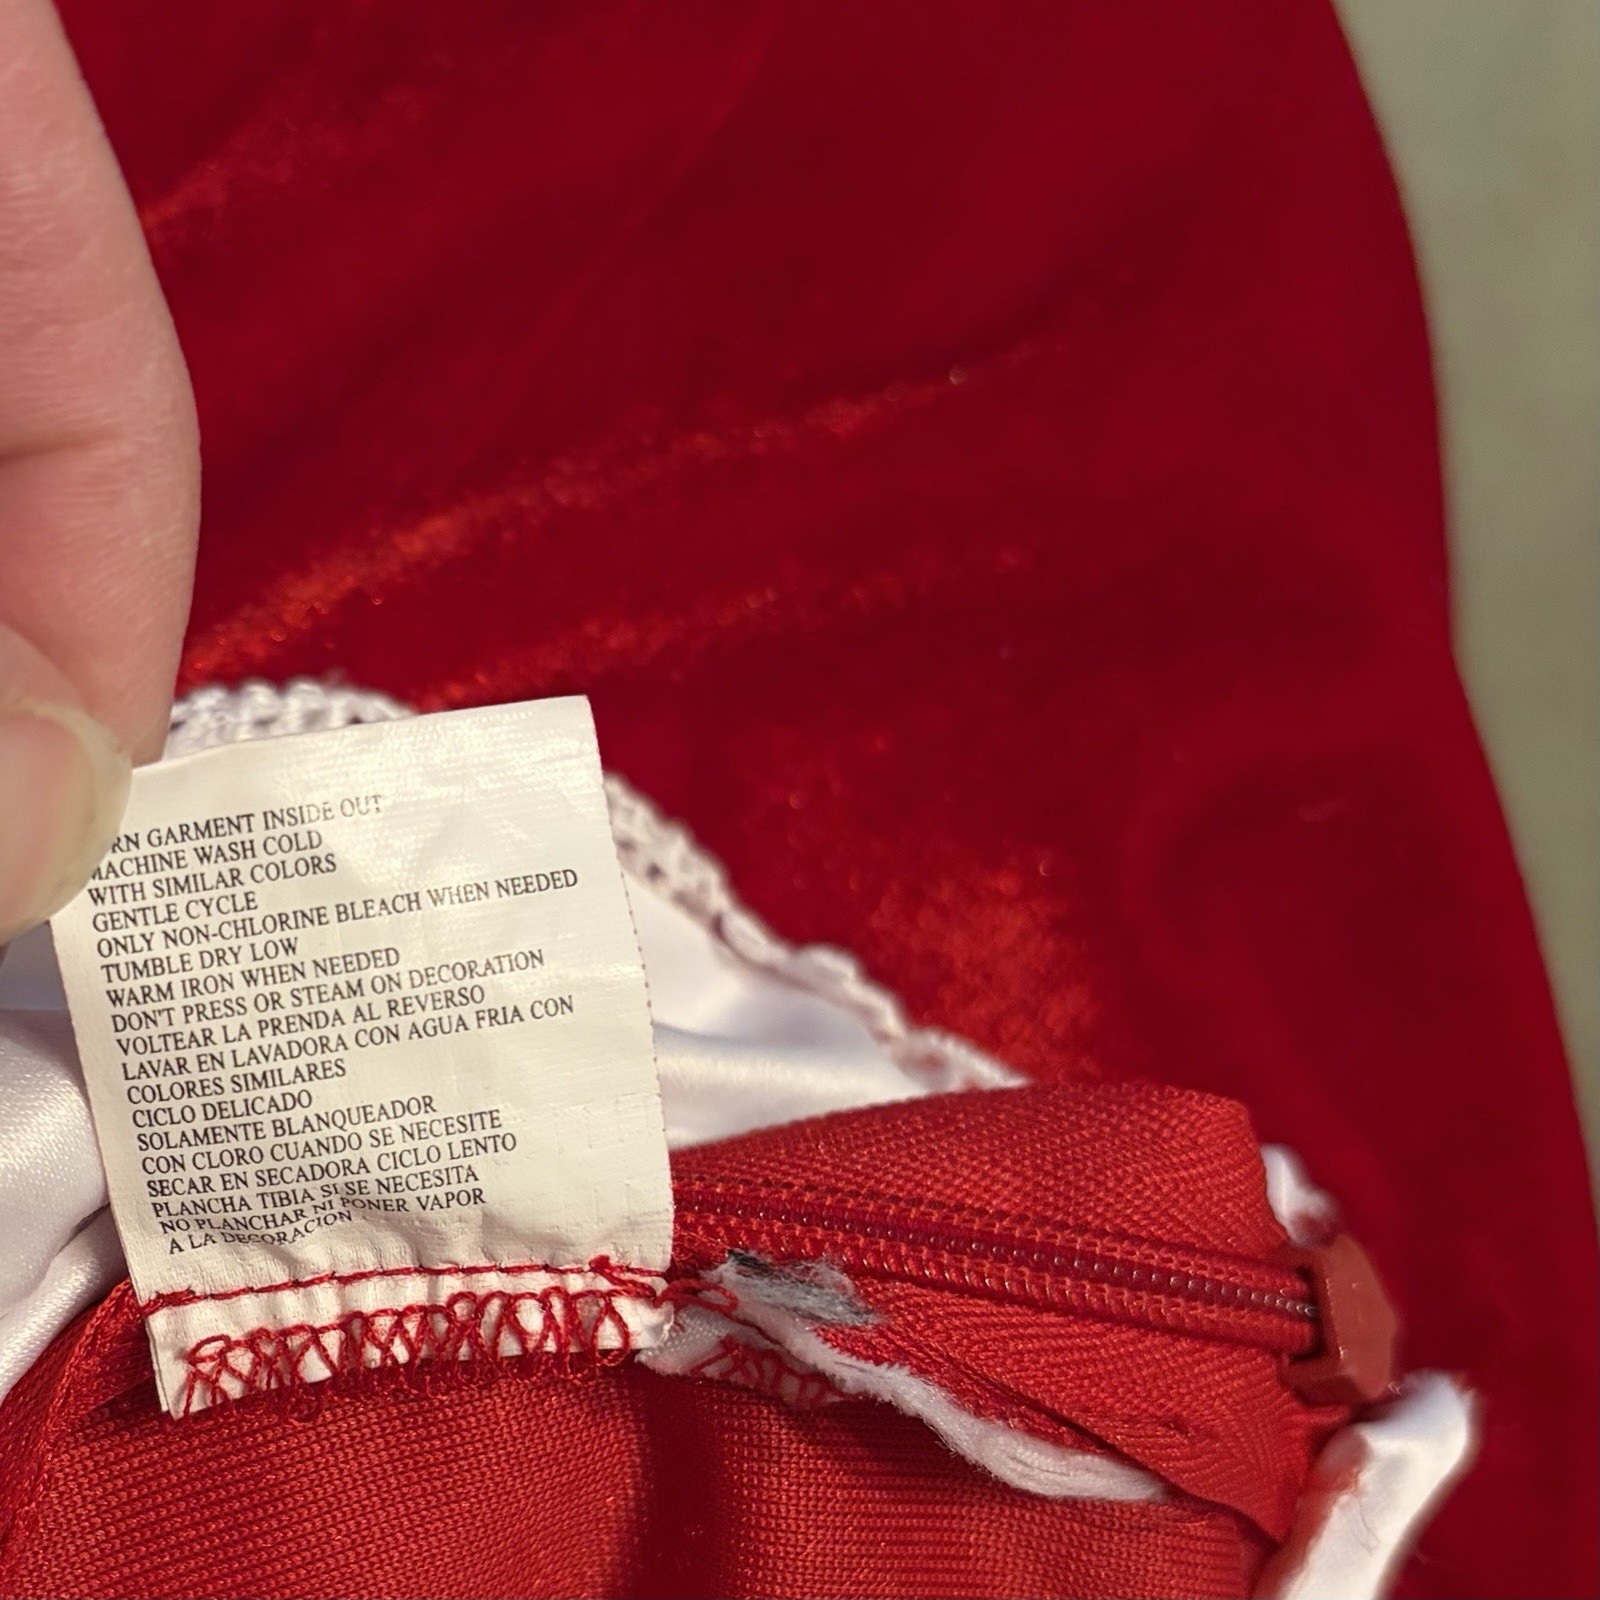 RN GARMENT INSIDE OUT
MACHINE WASH COLD
WITH SIMILAR COLORS
GENTLE CYCLE
ONLY NON-CHLORINE BLEACH WHEN NEEDED
TUMBLE DRY LOW
WARM IRON WHEN NEEDED
DON'T PRESS OR STEAM ON DECORATION
VOLTEAR LA PRENDA AL REVERSO
LAVAR EN LAVADORA CON AGUA FRIA CON
COLORES SIMILARES
CICLO DELICADO
SOLAMENTE BLANQUEADOR
CON CLORO CUANDO SE NECESITE
SECAR EN SECADORA CICLO LENTO
PLANCHA TIBIA SI SE NECESITA
NO PLANCHAR NI PONER VAPOR
A LA DECORACION